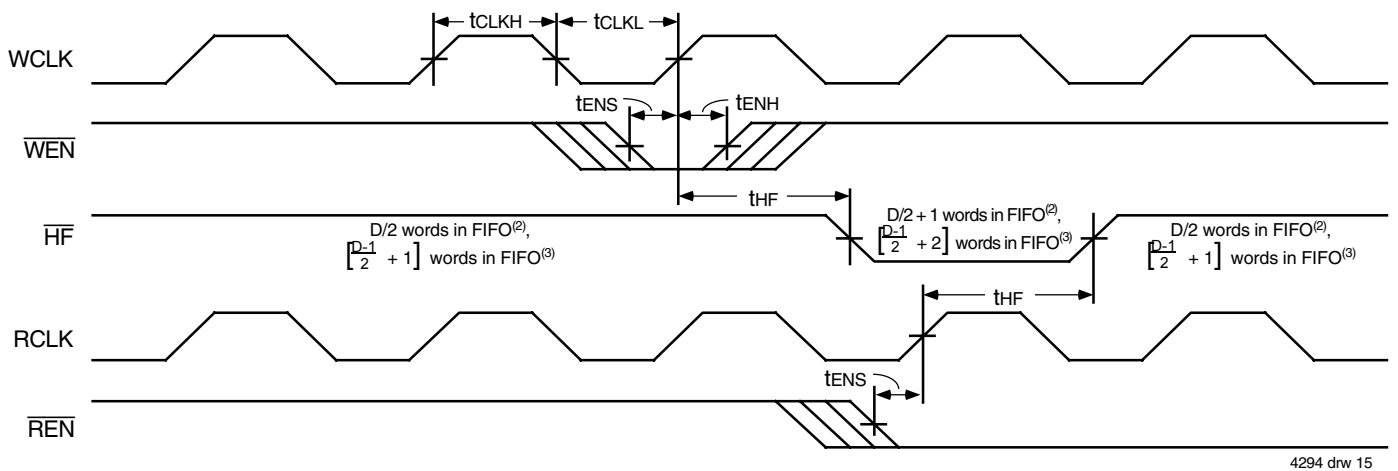 tCLKH
tCLKL
WCLK
tENS
tENH
WEN
tHF
HF
D/2 words in FIFO(2),
[D-1/2 + 1] words in FIFO(3)
D/2 + 1 words in FIFO(2),
[D-1/2 + 2] words in FIFO(3)
D/2 words in FIFO(2),
[D-1/2 + 1] words in FIFO(3)
tHF
RCLK
tENS
REN
4294 drw 15